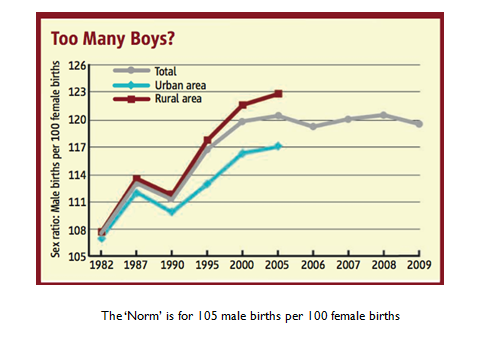 Too Many Boys?
Sex ratio: Male births per 100 female births
126
123
120
117
114
111
108
105
Total
Urban area
Rural area
1982 1987 1990 1995 2000 2005 2006 2007 2008 2009
The ‘Norm’ is for 105 male births per 100 female births